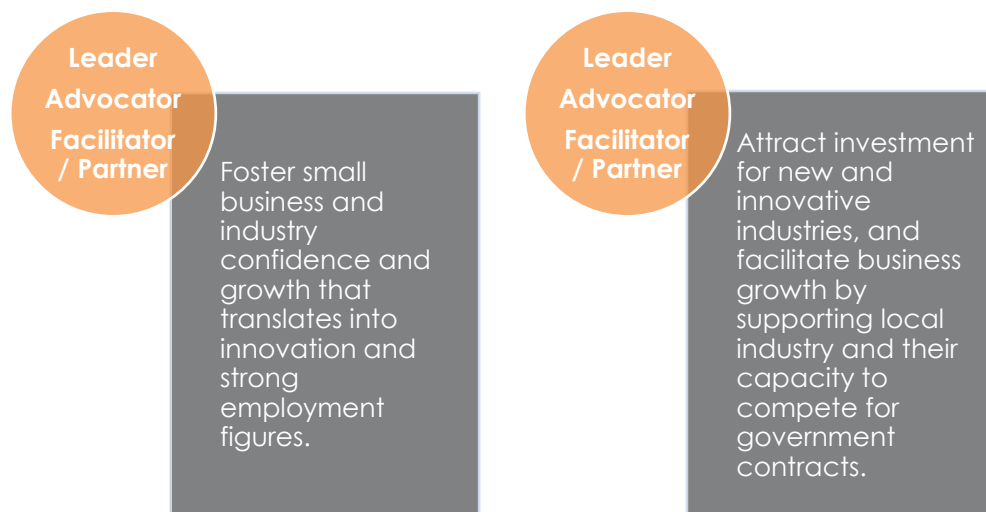 Leader
Advocator
Facilitator
/ Partner
Foster small
business and
industry
confidence and
growth that
translates into
innovation and
strong
employment
figures.
Leader
Advocator
Facilitator
/ Partner
Attract investment
for new and
innovative
industries, and
facilitate business
growth by
supporting local
industry and their
capacity to
compete for
government
contracts.